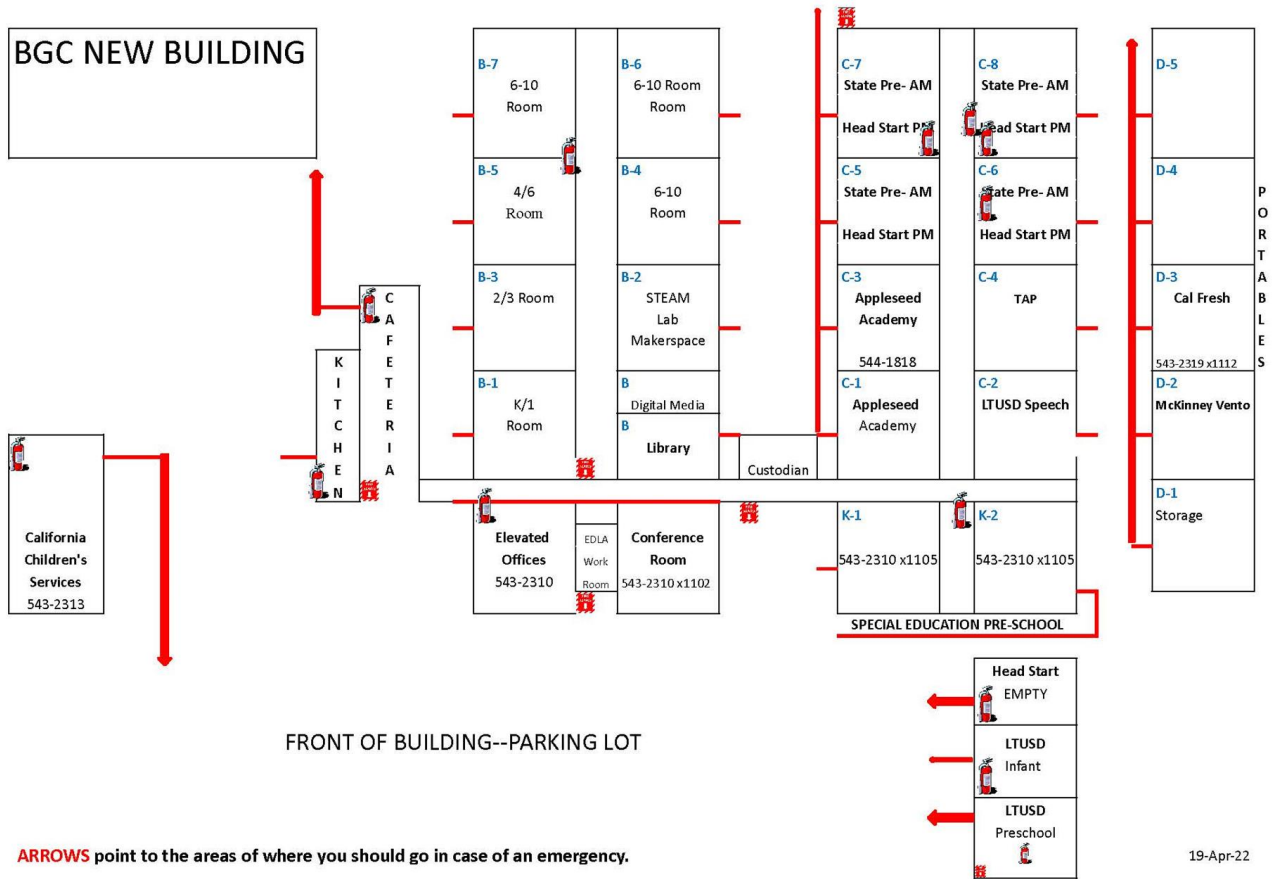 BGC NEW BUILDING
B-7
6-10
Room
B-6
6-10 Room
Room
C-7
State Pre- AM
Head Start PM
C-8
State Pre- AM
Head Start PM
D-5
B-5
4/6
Room
B-4
6-10
Room
C-5
State Pre- AM
Head Start PM
C-6
State Pre- AM
Head Start PM
D-4
PORTABLES
B-3
2/3 Room
B-2
STEAM
Lab
Makerspace
C-3
Appleseed
Academy
544-1818
C-4
TAP
D-3
Cal Fresh
543-2319 x1112
CAFETERIA
KITCHEN
B-1
K/1
Room
B
Digital Media
B
Library
Custodian
C-1
Appleseed
Academy
C-2
LTUSD Speech
D-2
McKinney Vento
California
Children's
Services
543-2313
Elevated
Offices
543-2310
EDLA
Work
Room
Conference
Room
543-2310 x1102
K-1
543-2310 x1105
K-2
543-2310 x1105
D-1
Storage
SPECIAL EDUCATION PRE-SCHOOL
Head Start
EMPTY
LTUSD
Infant
LTUSD
Preschool
FRONT OF BUILDING--PARKING LOT
ARROWS point to the areas of where you should go in case of an emergency.
19-Apr-22